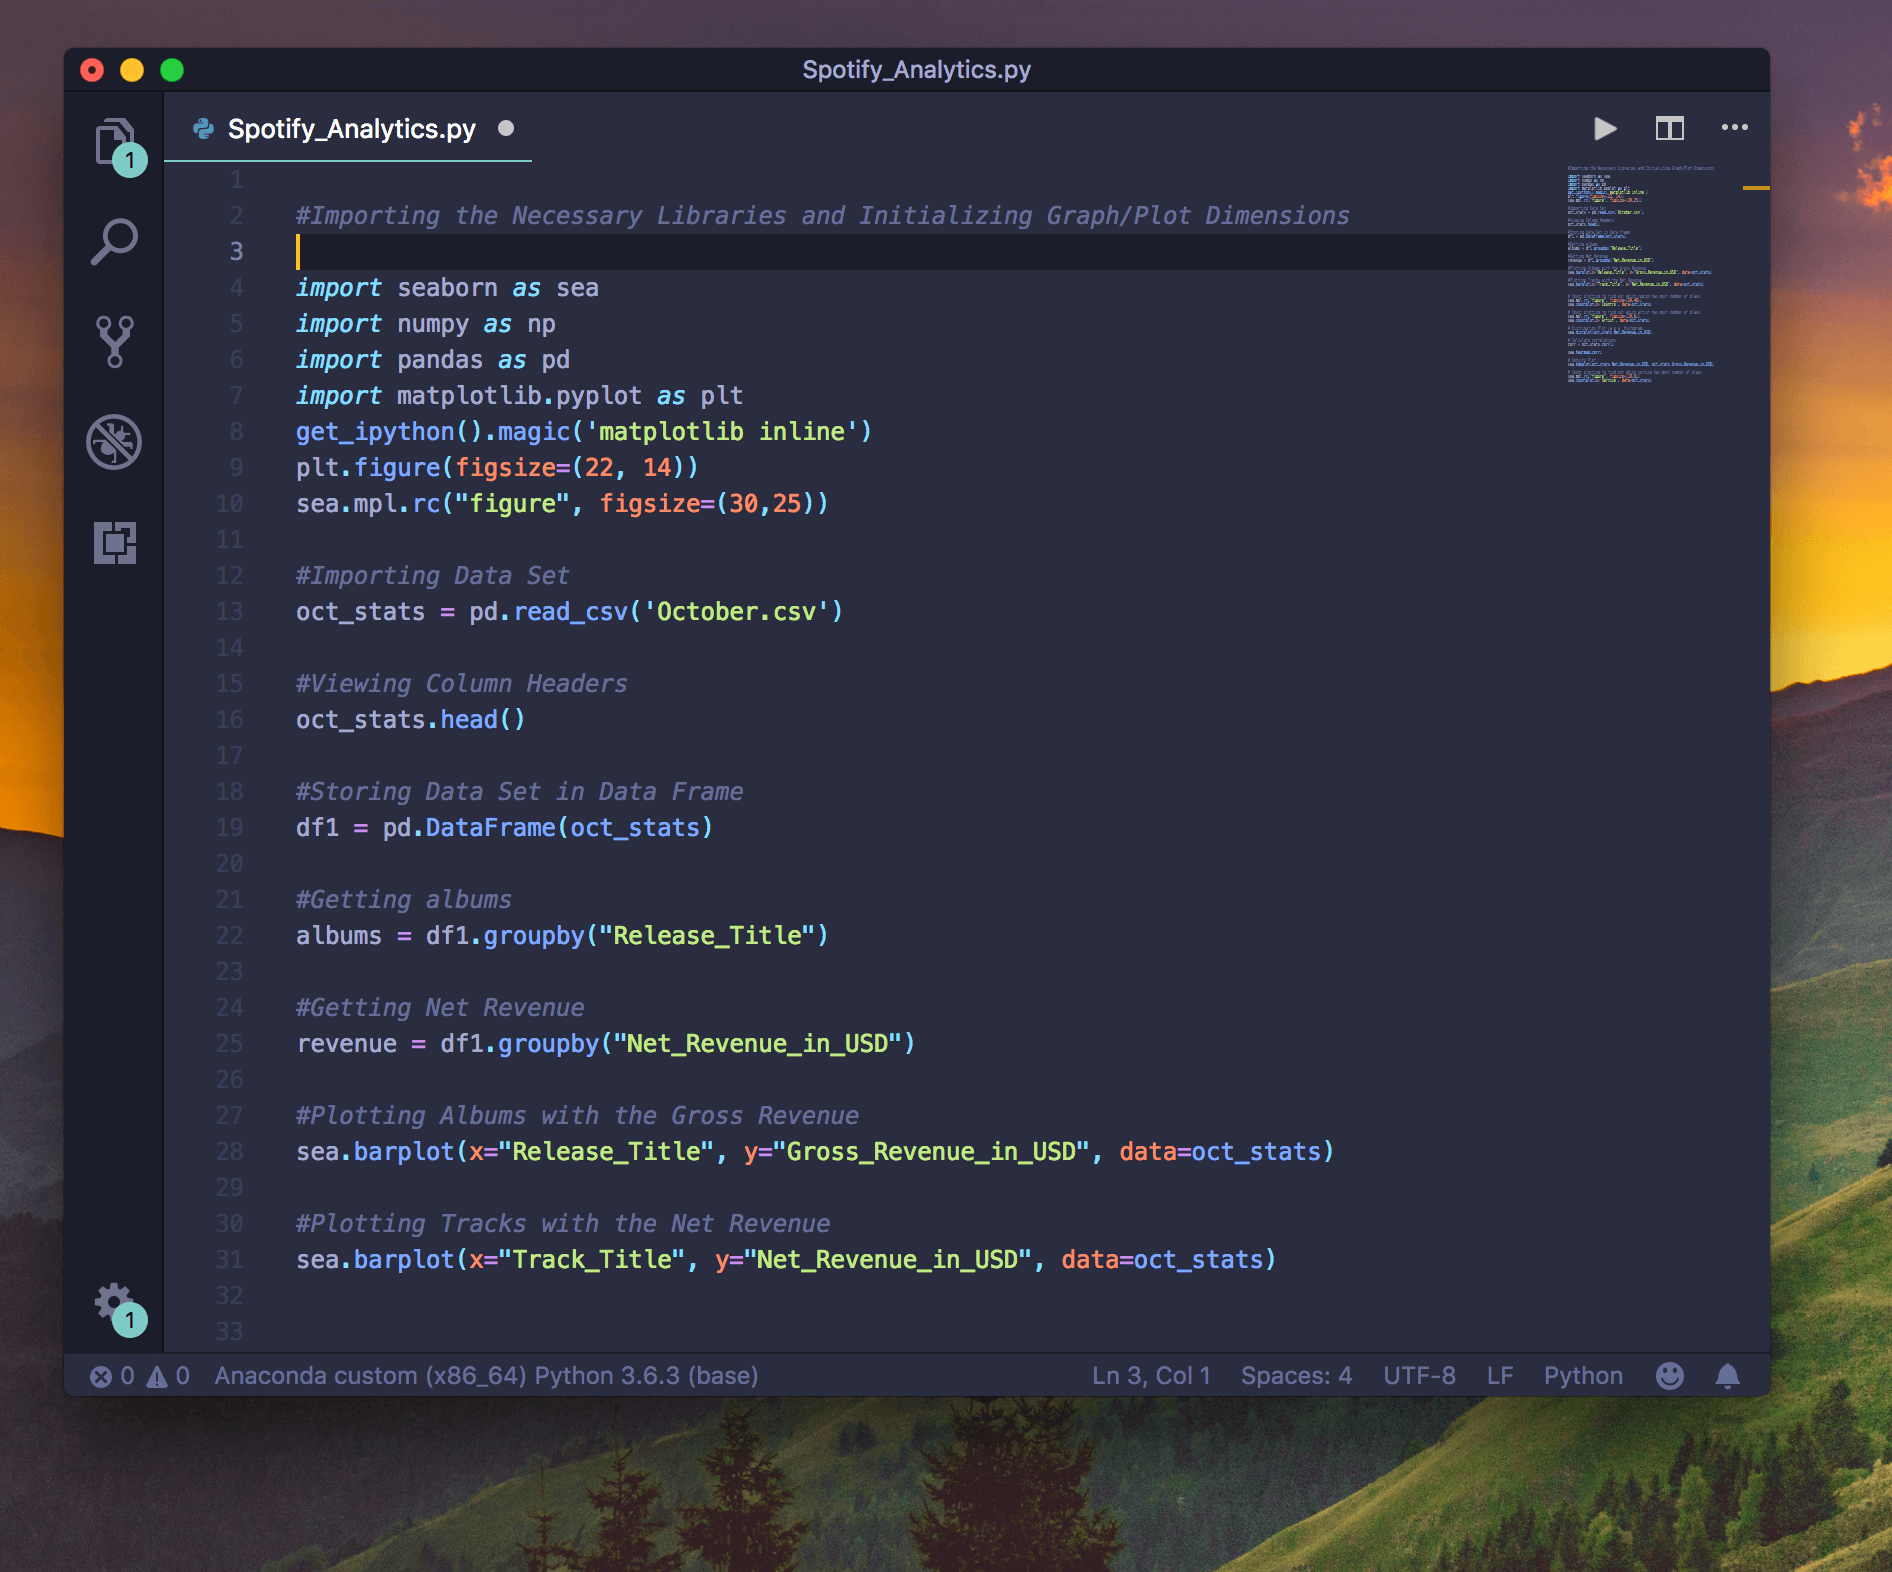 Spotify_Analytics.py
Spotify_Analytics.py
1
1
2 #Importing the Necessary Libraries and Initializing Graph/Plot Dimensions
3
4 import seaborn as sea
5 import numpy as np
6 import pandas as pd
7 import matplotlib.pyplot as plt
8 get_ipython().magic('matplotlib inline')
9 plt.figure(figsize=(22, 14))
10 sea.mpl.rc("figure", figsize=(30,25))
11
12 #Importing Data Set
13 oct_stats = pd.read_csv('October.csv')
14
15 #Viewing Column Headers
16 oct_stats.head()
17
18 #Storing Data Set in Data Frame
19 df1 = pd.DataFrame(oct_stats)
20
21 #Getting albums
22 albums = df1.groupby("Release_Title")
23
24 #Getting Net Revenue
25 revenue = df1.groupby("Net_Revenue_in_USD")
26
27 #Plotting Albums with the Gross Revenue
28 sea.barplot(x="Release_Title", y="Gross_Revenue_in_USD", data=oct_stats)
29
30 #Plotting Tracks with the Net Revenue
31 sea.barplot(x="Track_Title", y="Net_Revenue_in_USD", data=oct_stats)
32
33
1
0 0 Anaconda custom (x86_64) Python 3.6.3 (base) Ln 3, Col 1 Spaces: 4 UTF-8 LF Python